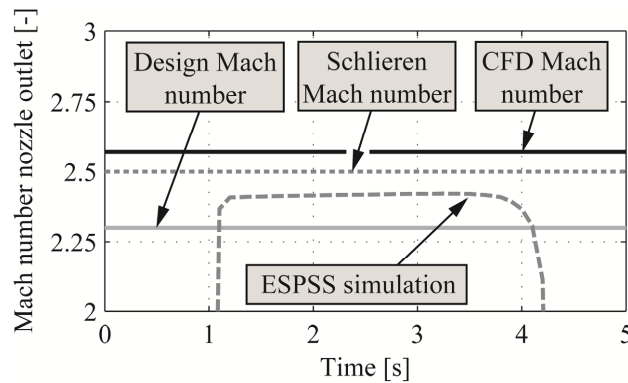 Mach number nozzle outlet [-]
3
2.75
2.5
2.25
2
Design Mach
number
Schlieren
Mach number
CFD Mach
number
ESPSS simulation
0
1
2
3
4
5
Time [s]